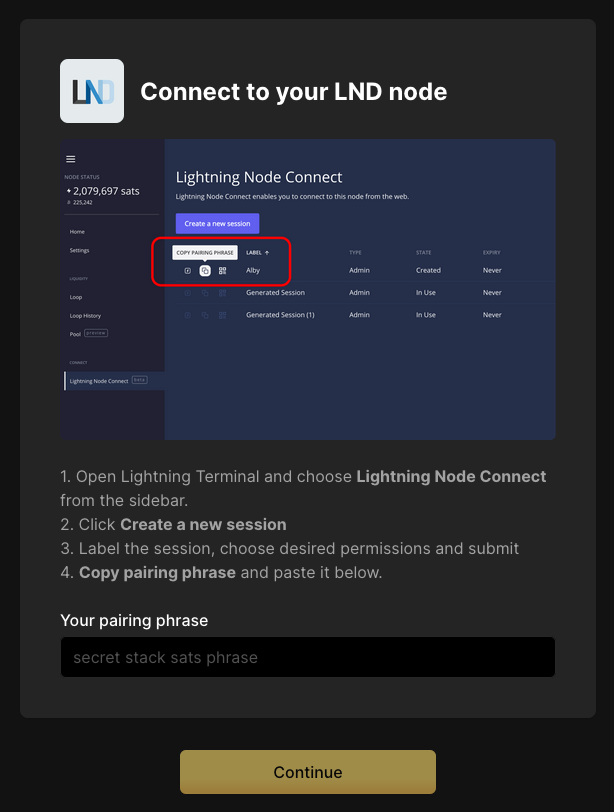 LND
Connect to your LND node
NODE STATUS
2,079,697 sats
225,242
Home
Settings
LIQUIDITY
Loop
Loop History
Pool preview
CONNECT
Lightning Node Connect beta
Lightning Node Connect
Lightning Node Connect enables you to connect to this node from the web.
Create a new session
COPY PAIRING PHRASE LABEL ↑ TYPE STATE EXPIRY
Alby Admin Created Never
Generated Session Admin In Use Never
Generated Session (1) Admin In Use Never
1. Open Lightning Terminal and choose Lightning Node Connect
from the sidebar.
2. Click Create a new session
3. Label the session, choose desired permissions and submit
4. Copy pairing phrase and paste it below.
Your pairing phrase
secret stack sats phrase
Continue